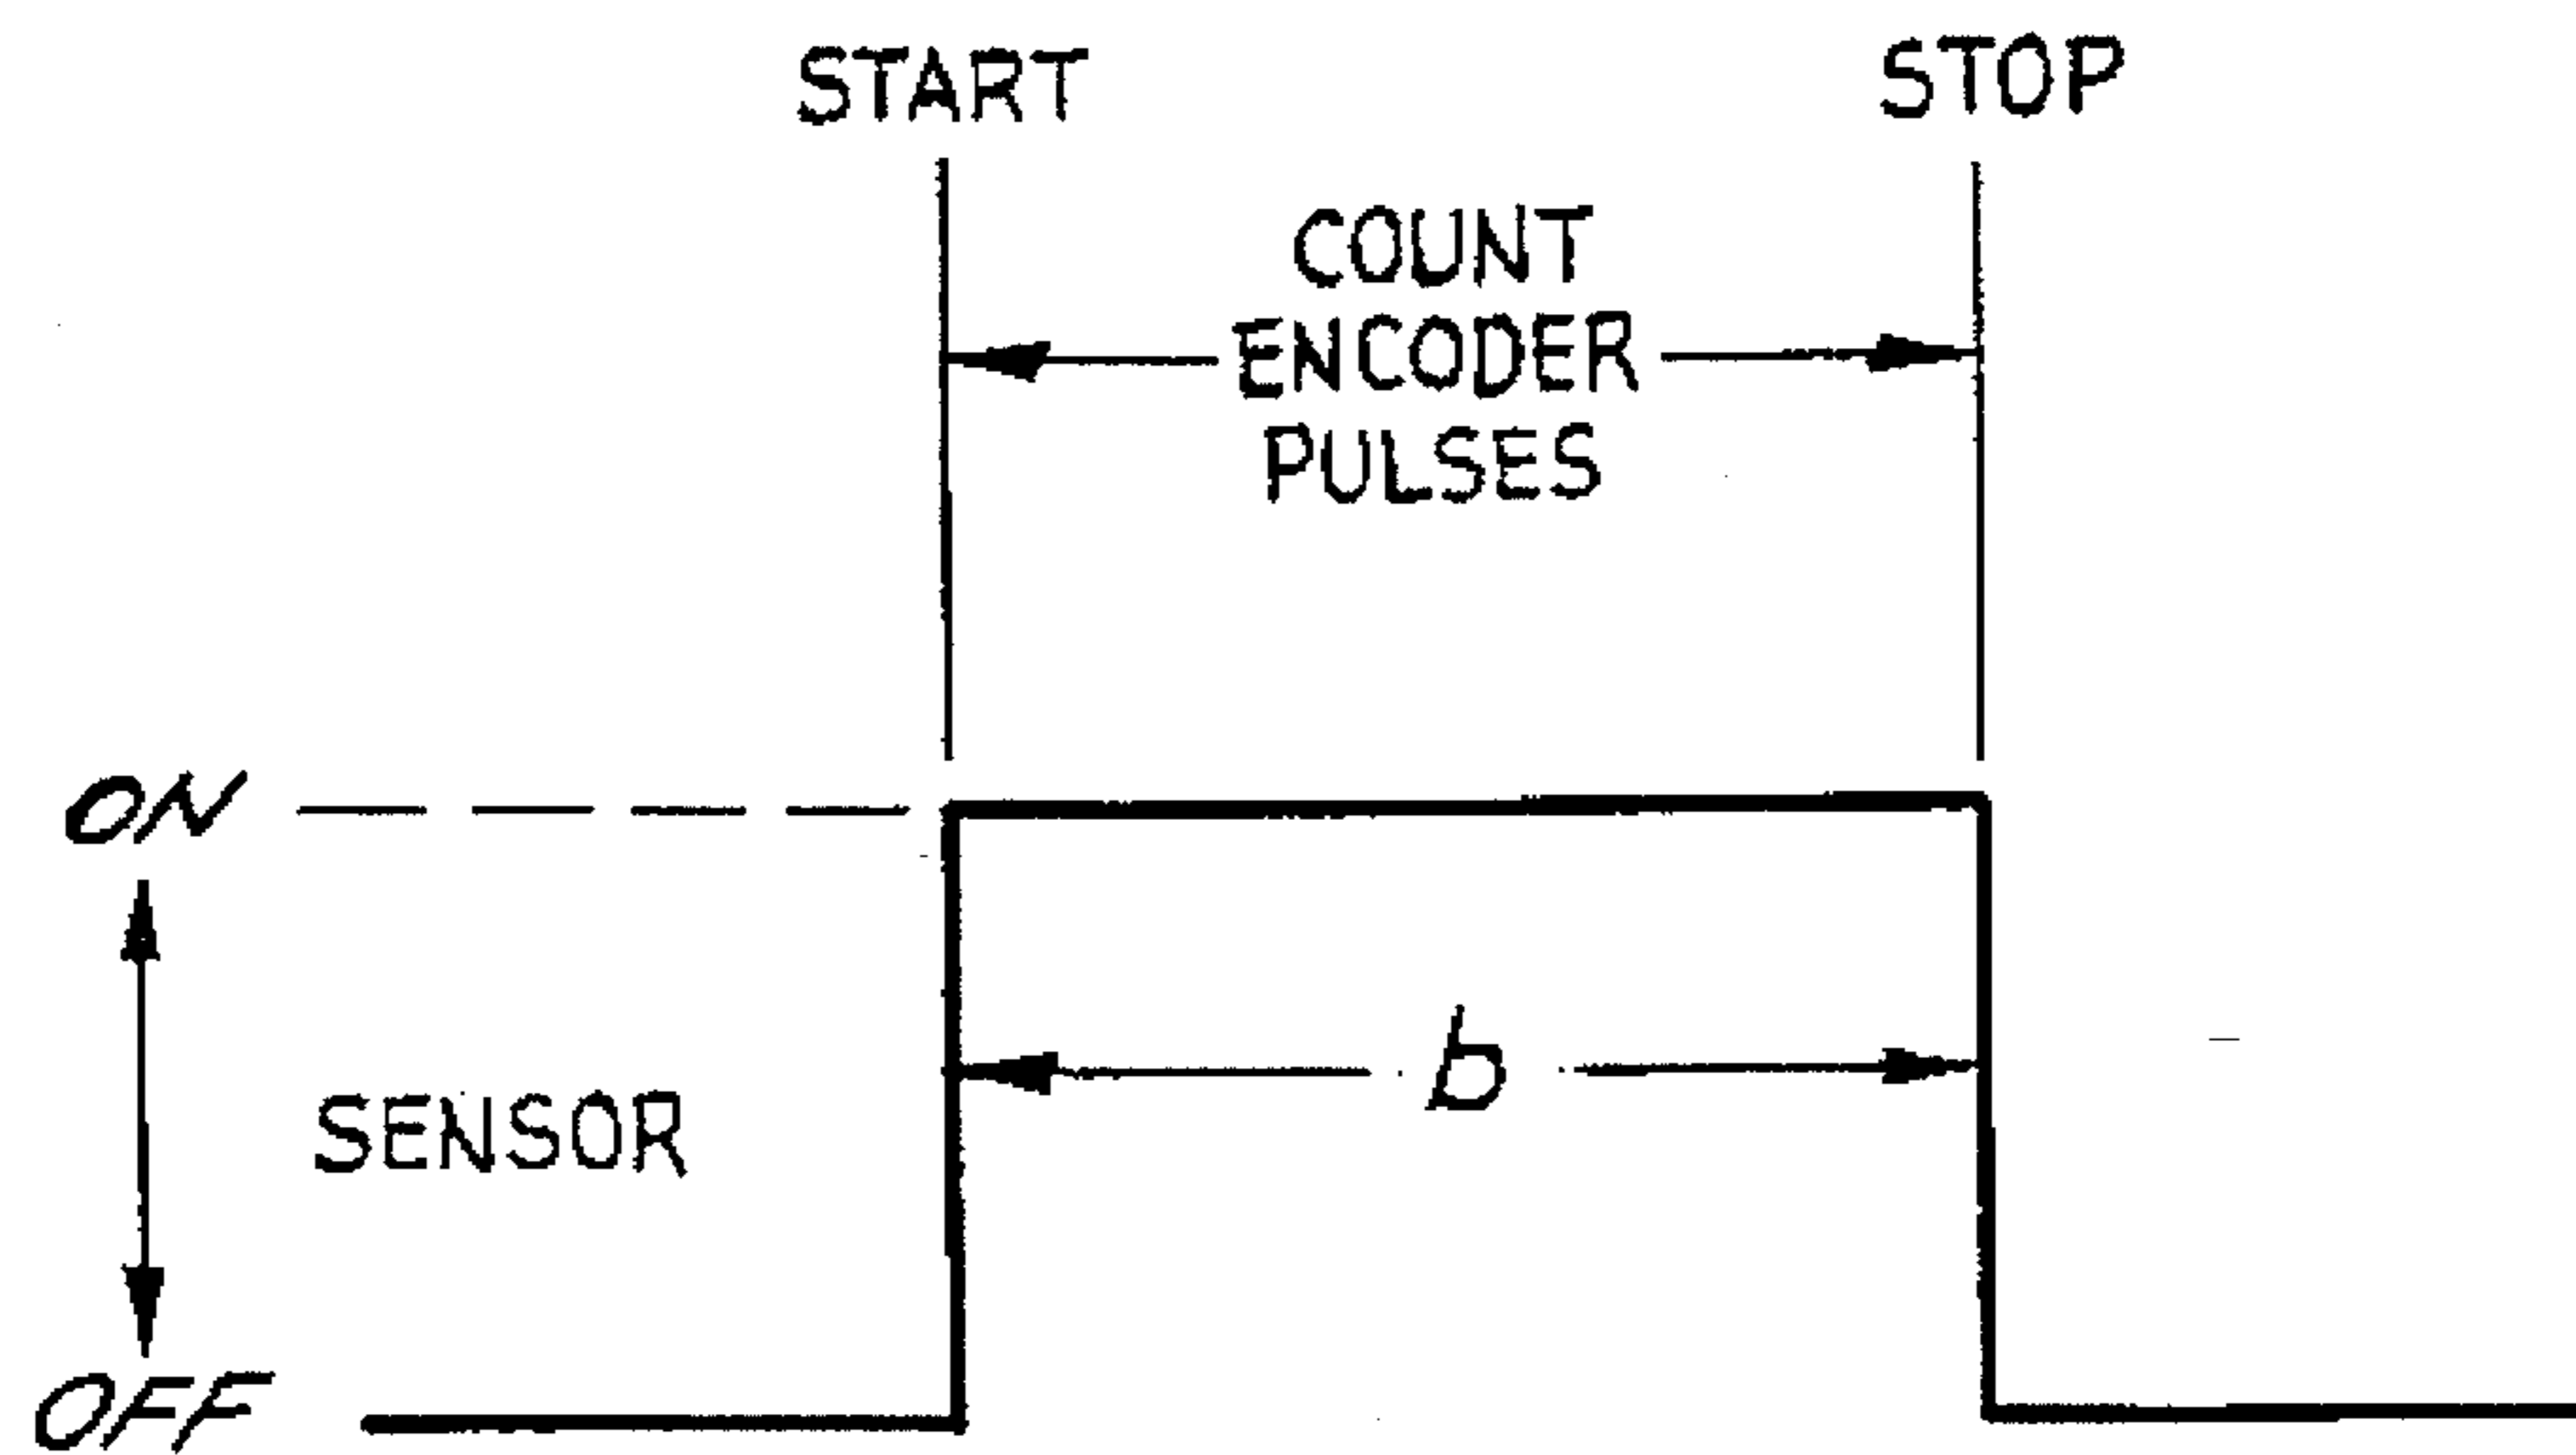 START
STOP
COUNT
ENCODER
PULSES
ON
b
SENSOR
OFF